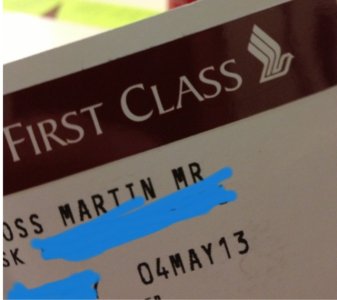 FIRST CLASS
OSS MARTIN MR
SK
04MAY13